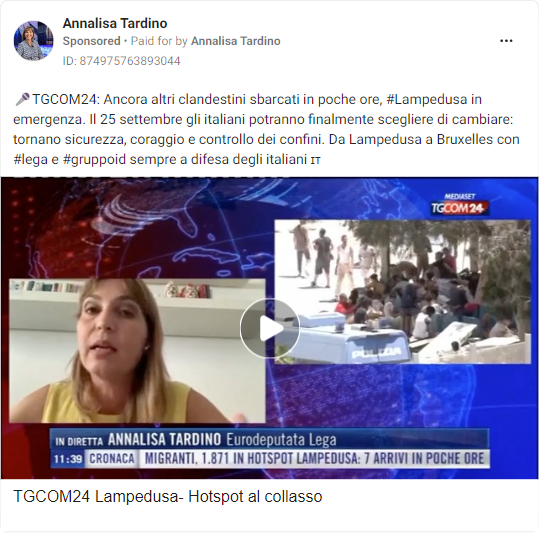 Annalisa Tardino
Sponsored • Paid for by Annalisa Tardino
ID: 874975763893044
🎤TGCOM24: Ancora altri clandestini sbarcati in poche ore, #Lampedusa in
emergenza. Il 25 settembre gli italiani potranno finalmente scegliere di cambiare:
tornano sicurezza, coraggio e controllo dei confini. Da Lampedusa a Bruxelles con
#lega e #gruppoid sempre a difesa degli italiani ɪᴛ
MEDIASET
TGCOM24
POLIZIA
IN DIRETTA ANNALISA TARDINO Eurodeputata Lega
11:39 CRONACA MIGRANTI, 1.871 IN HOTSPOT LAMPEDUSA: 7 ARRIVI IN POCHE ORE
TGCOM24 Lampedusa- Hotspot al collasso